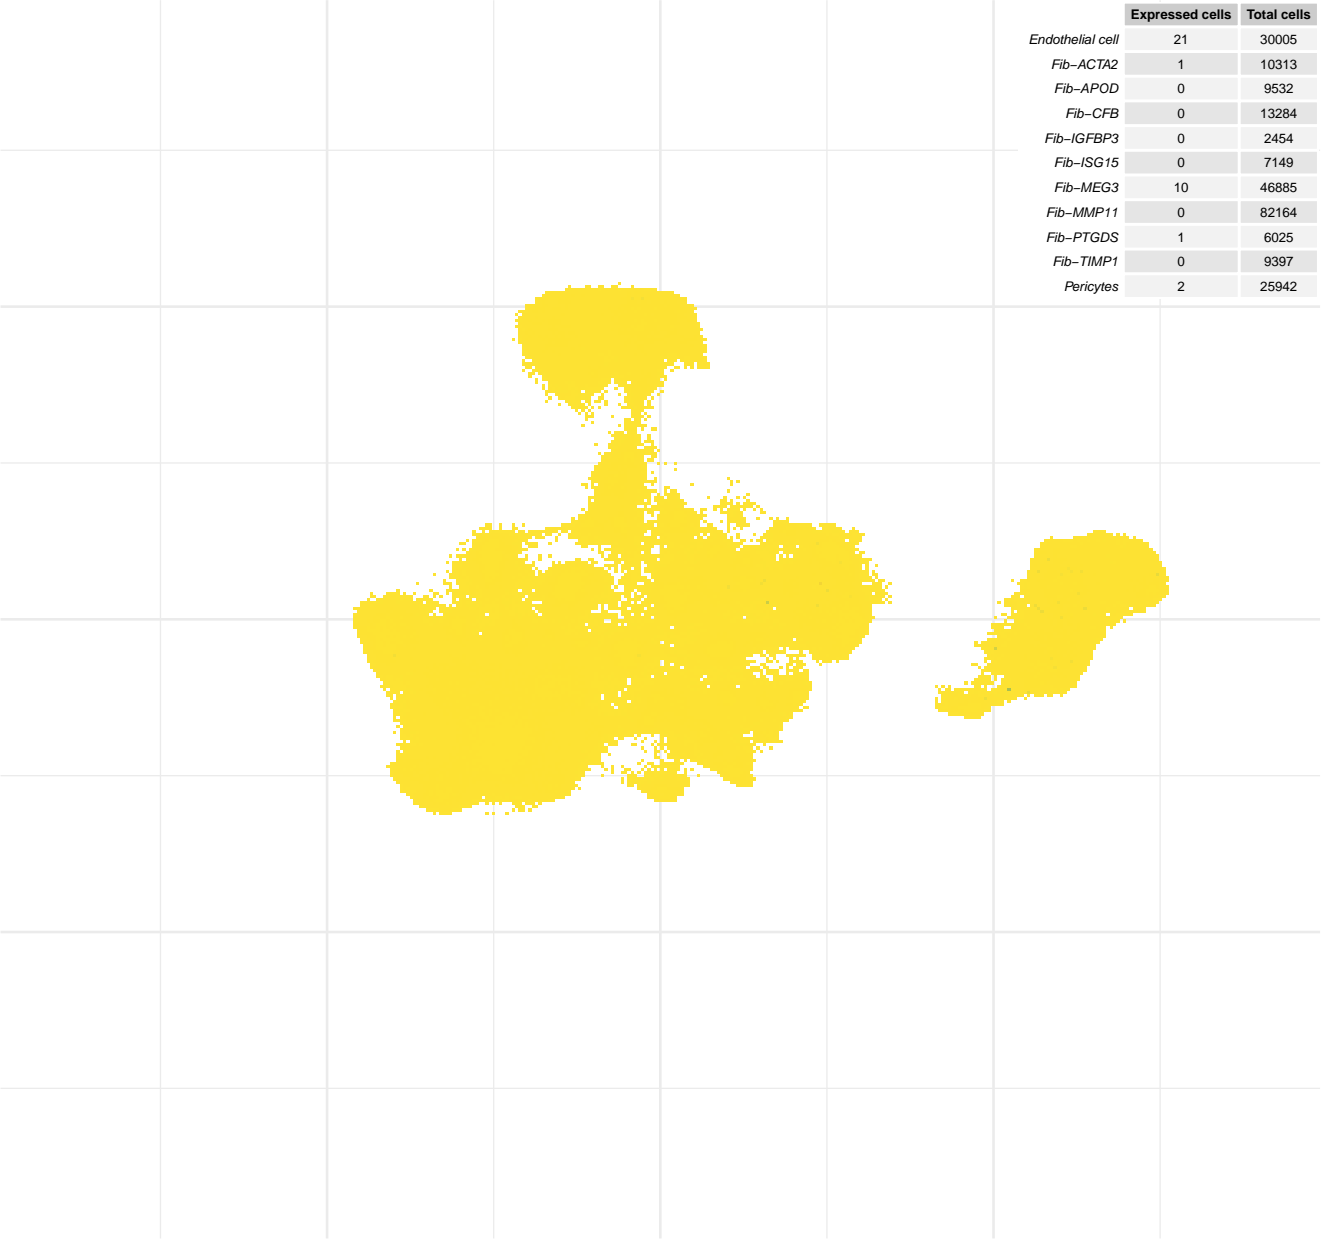 Expressed cells Total cells
Endothelial cell 21 30005
Fib−ACTA2 1 10313
Fib−APOD 0 9532
Fib−CFB 0 13284
Fib−IGFBP3 0 2454
Fib−ISG15 0 7149
Fib−MEG3 10 46885
Fib−MMP11 0 82164
Fib−PTGDS 1 6025
Fib−TIMP1 0 9397
Pericytes 2 25942